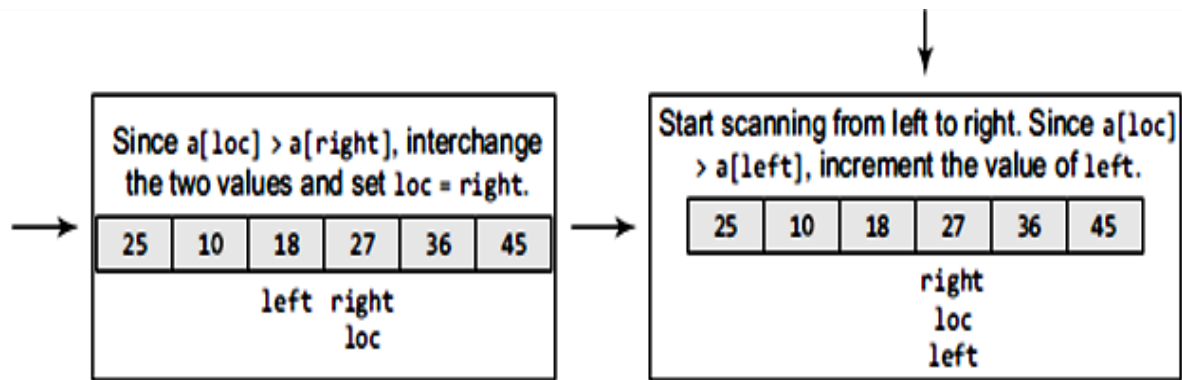 Since a[loc] > a[right], interchange
the two values and set loc = right.
25 10 18 27 36 45
left right
loc
Start scanning from left to right. Since a[loc]
> a[left], increment the value of left.
25 10 18 27 36 45
right
loc
left